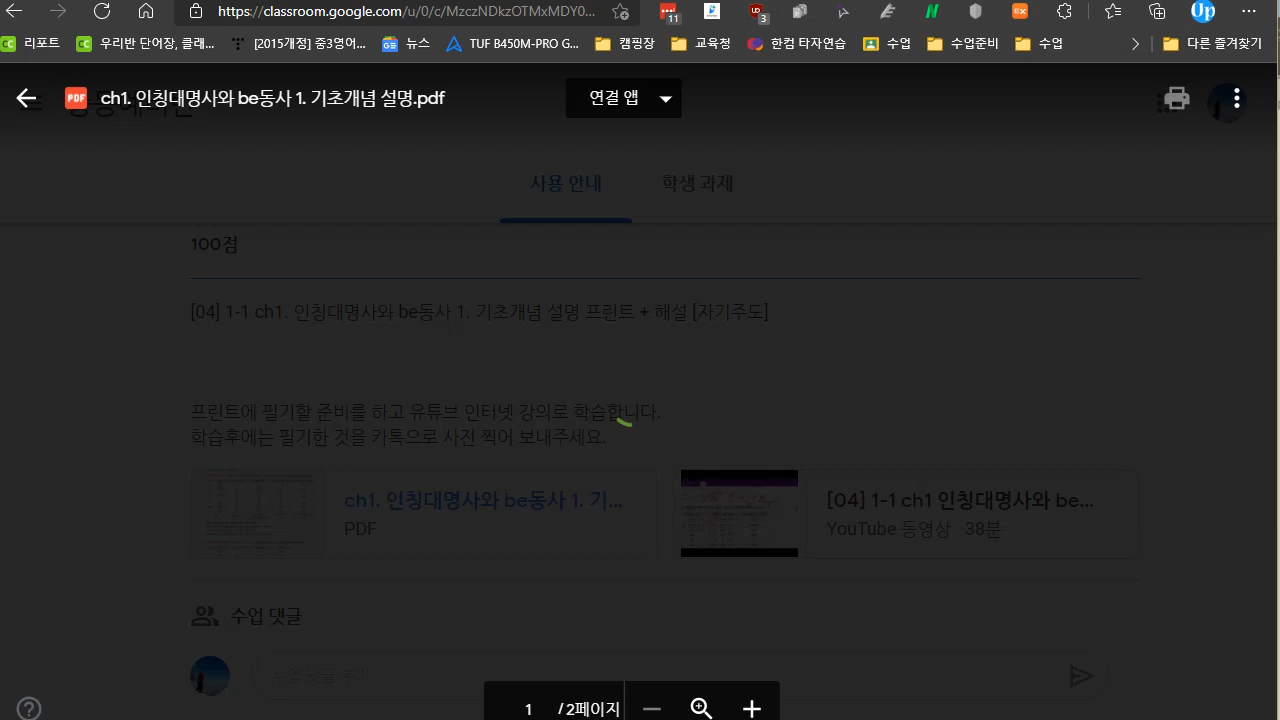 https://classroom.google.com/u/0/c/MzczNDkzOTMxMDY0...
11
3
리포트
우리반 단어장, 클래...
[2015개정] 중3영어...
뉴스
TUF B450M-PRO G...
캠핑장
교육청
한컴 타자연습
수업
수업준비
수업
다른 즐겨찾기
PDF
ch1. 인칭대명사와 be동사 1. 기초개념 설명.pdf
연결 앱
사용 안내
학생 과제
100점
[04] 1-1 ch1. 인칭대명사와 be동사 1. 기초개념 설명 프린트 + 해설 [자기주도]
프린트에 필기할 준비를 하고 유튜브 인터넷 강의로 학습합니다.
학습후에는 필기한 것을 카톡으로 사진 찍어 보내주세요.
ch1. 인칭대명사와 be동사 1. 기...
PDF
[04] 1-1 ch1 인칭대명사와 be...
YouTube 동영상 38분
수업 댓글
수업 댓글 추가
1 / 2페이지